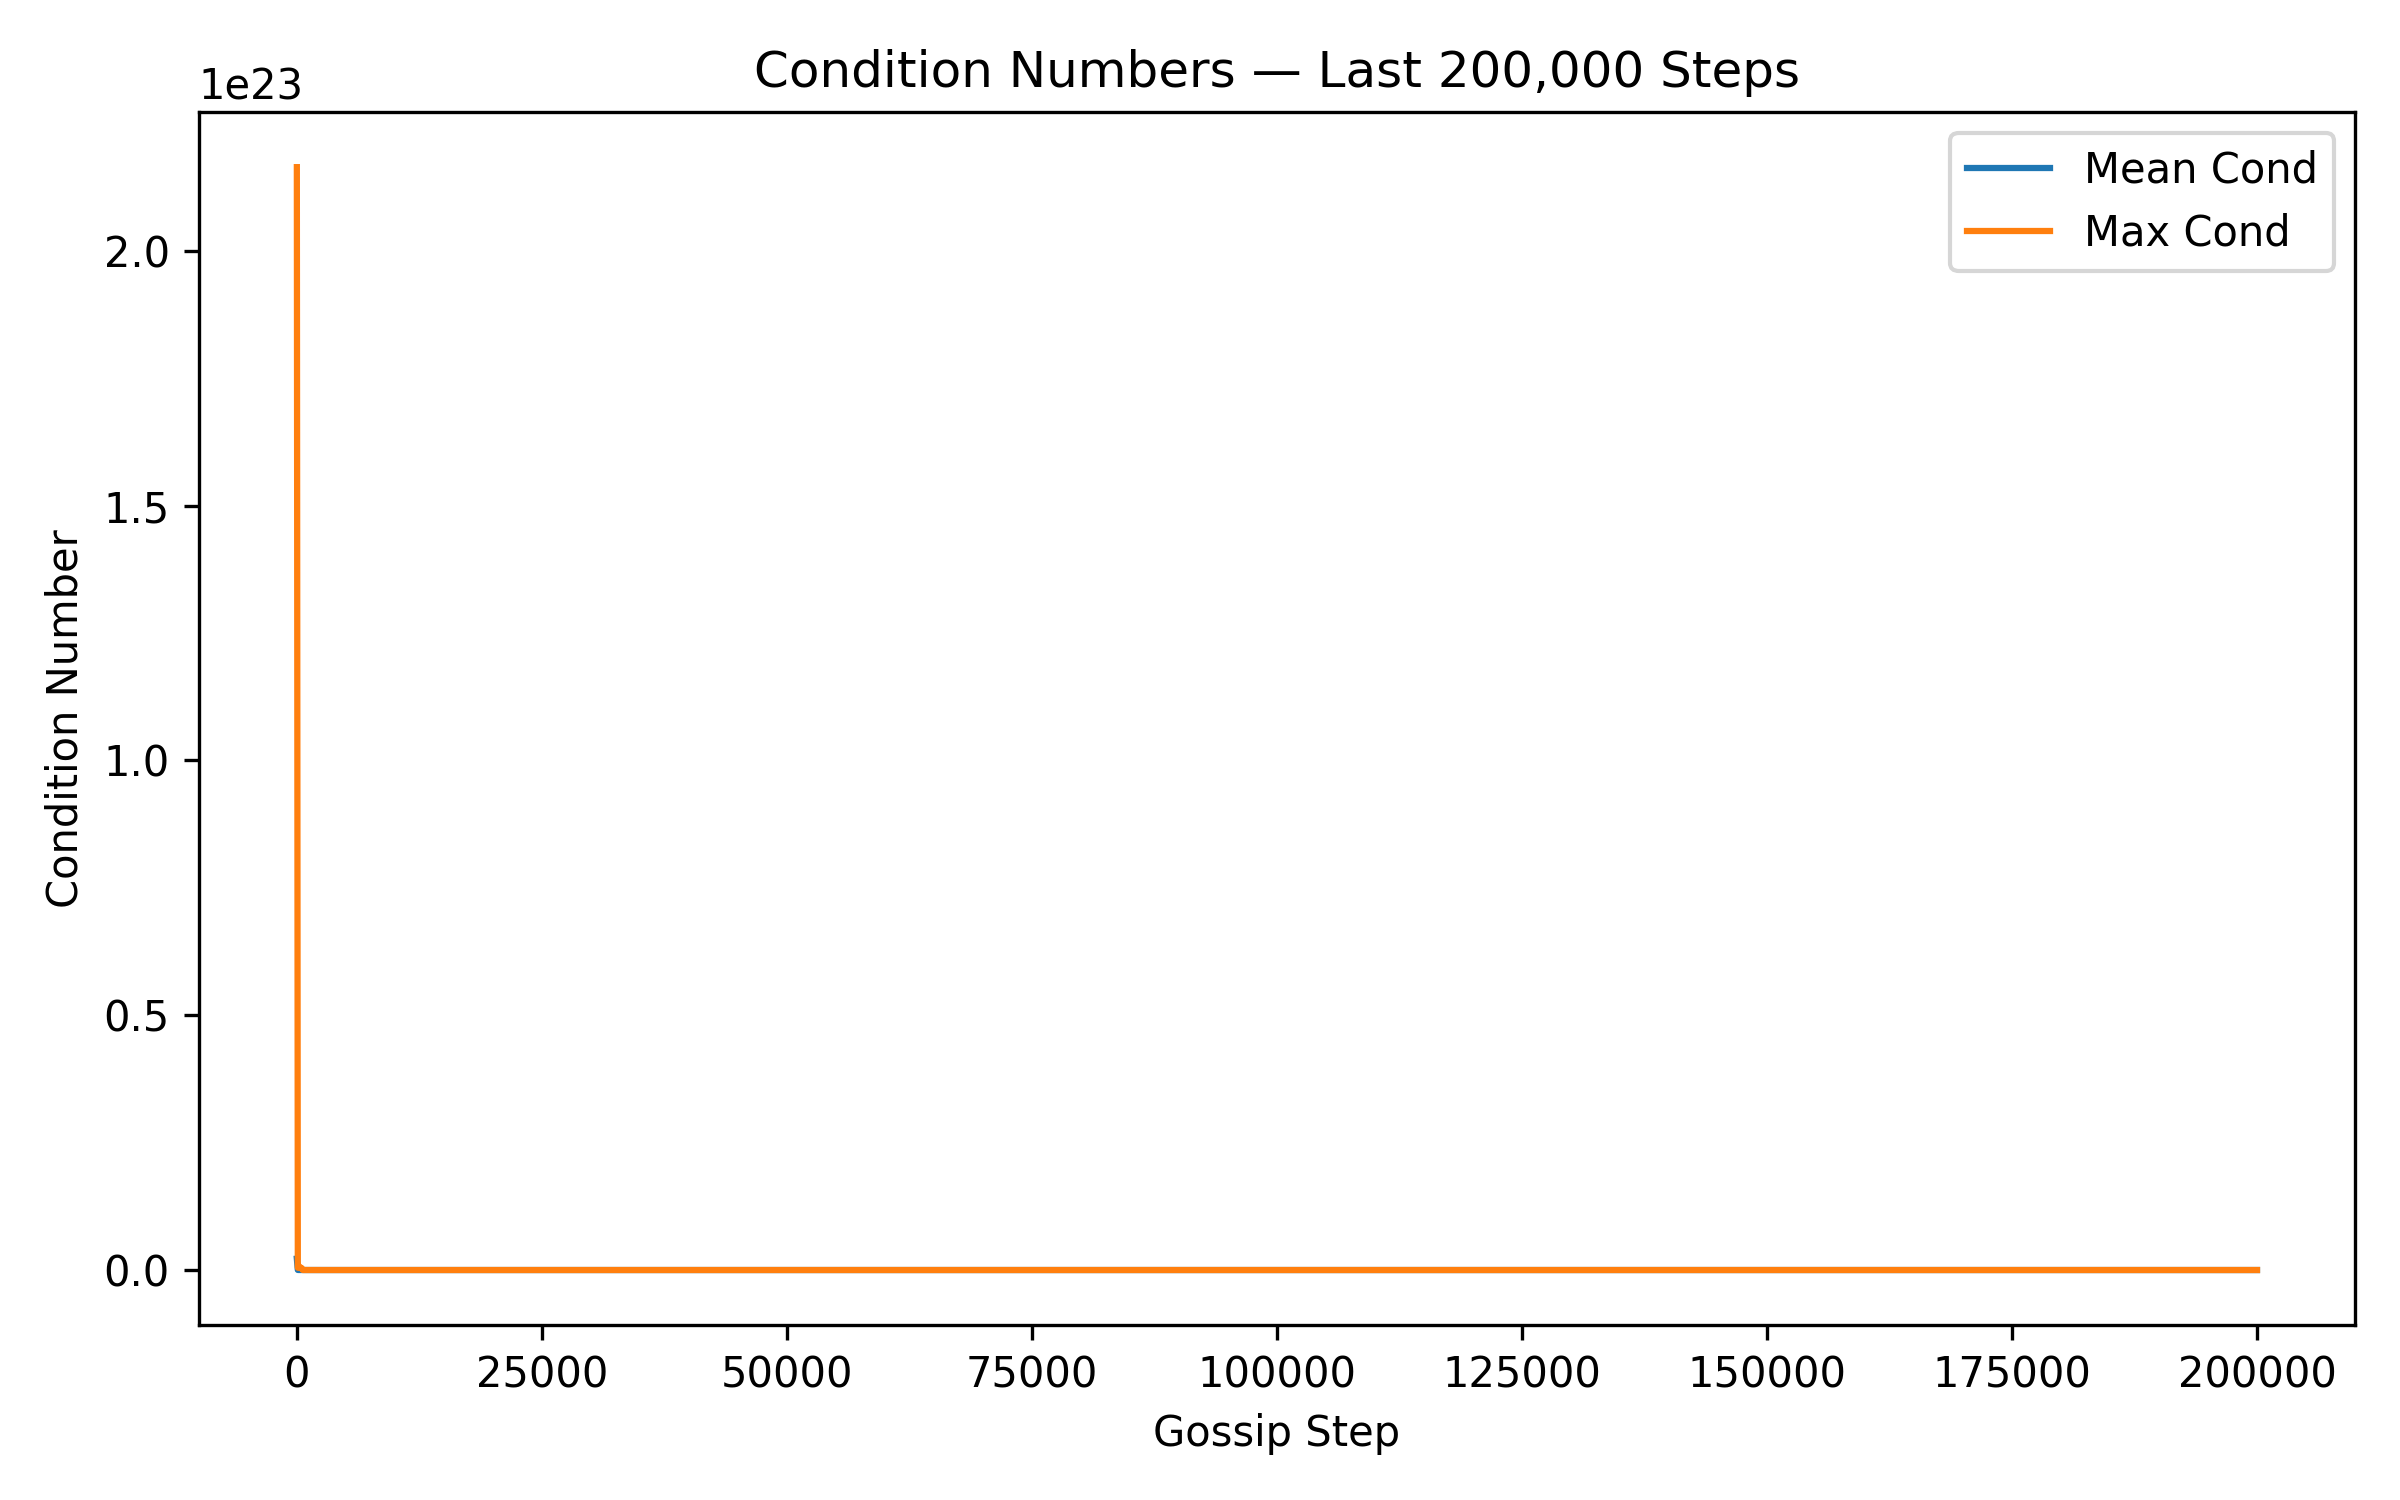 Condition Numbers — Last 200,000 Steps
1e23
Mean Cond
Max Cond
2.0
1.5
1.0
0.5
0.0
Condition Number
0 25000 50000 75000 100000 125000 150000 175000 200000
Gossip Step